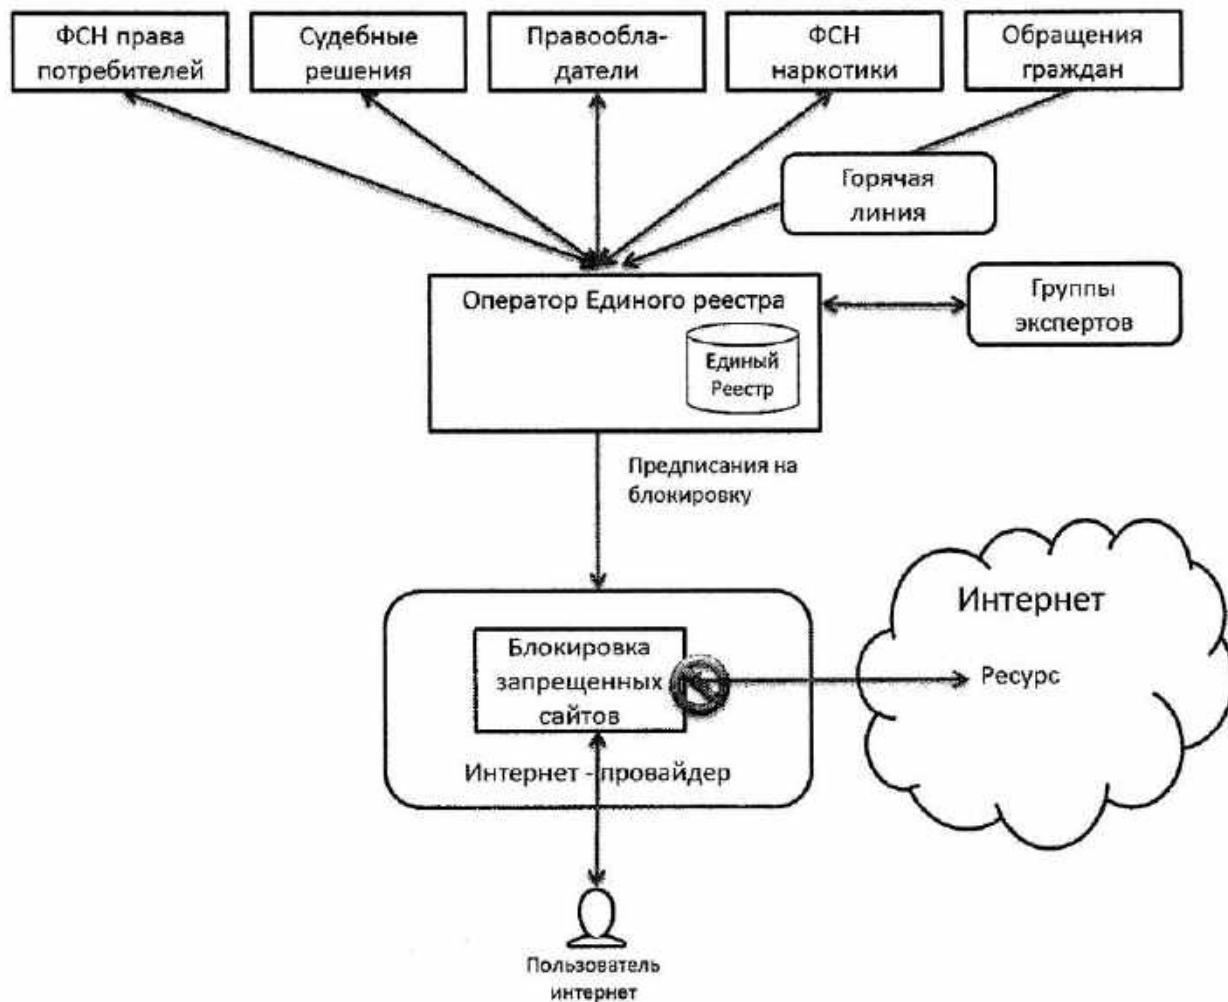 ФСН права
потребителей
Судебные
решения
Правообла-
датели
ФСН
наркотики
Обращения
граждан
Горячая
линия
Оператор Единого реестра
Единый
Реестр
Группы
экспертов
Предписания на
блокировку
Интернет
Ресурс
Блокировка
запрещенных
сайтов
Интернет - провайдер
Пользователь
интернет